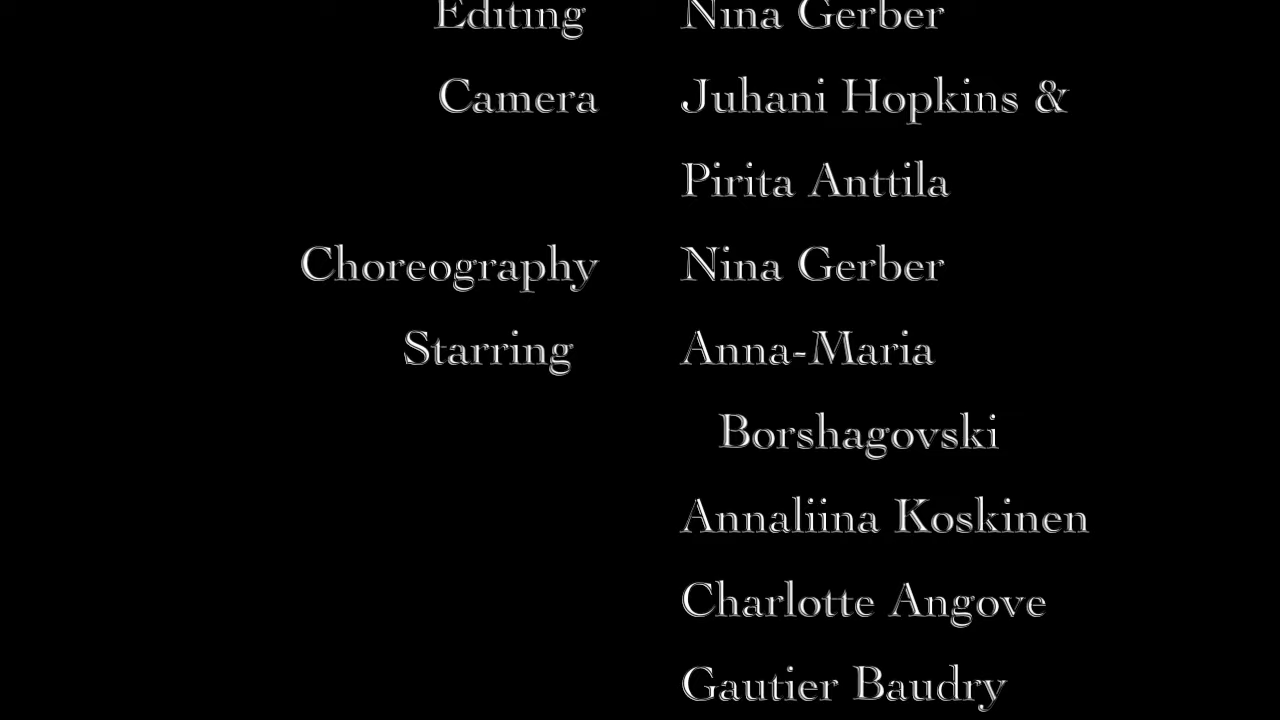 Editing Nina Gerber
Camera Juhani Hopkins &
Pirita Anttila
Choreography Nina Gerber
Starring Anna-Maria
Borshagovski
Annaliina Koskinen
Charlotte Angove
Gautier Baudry